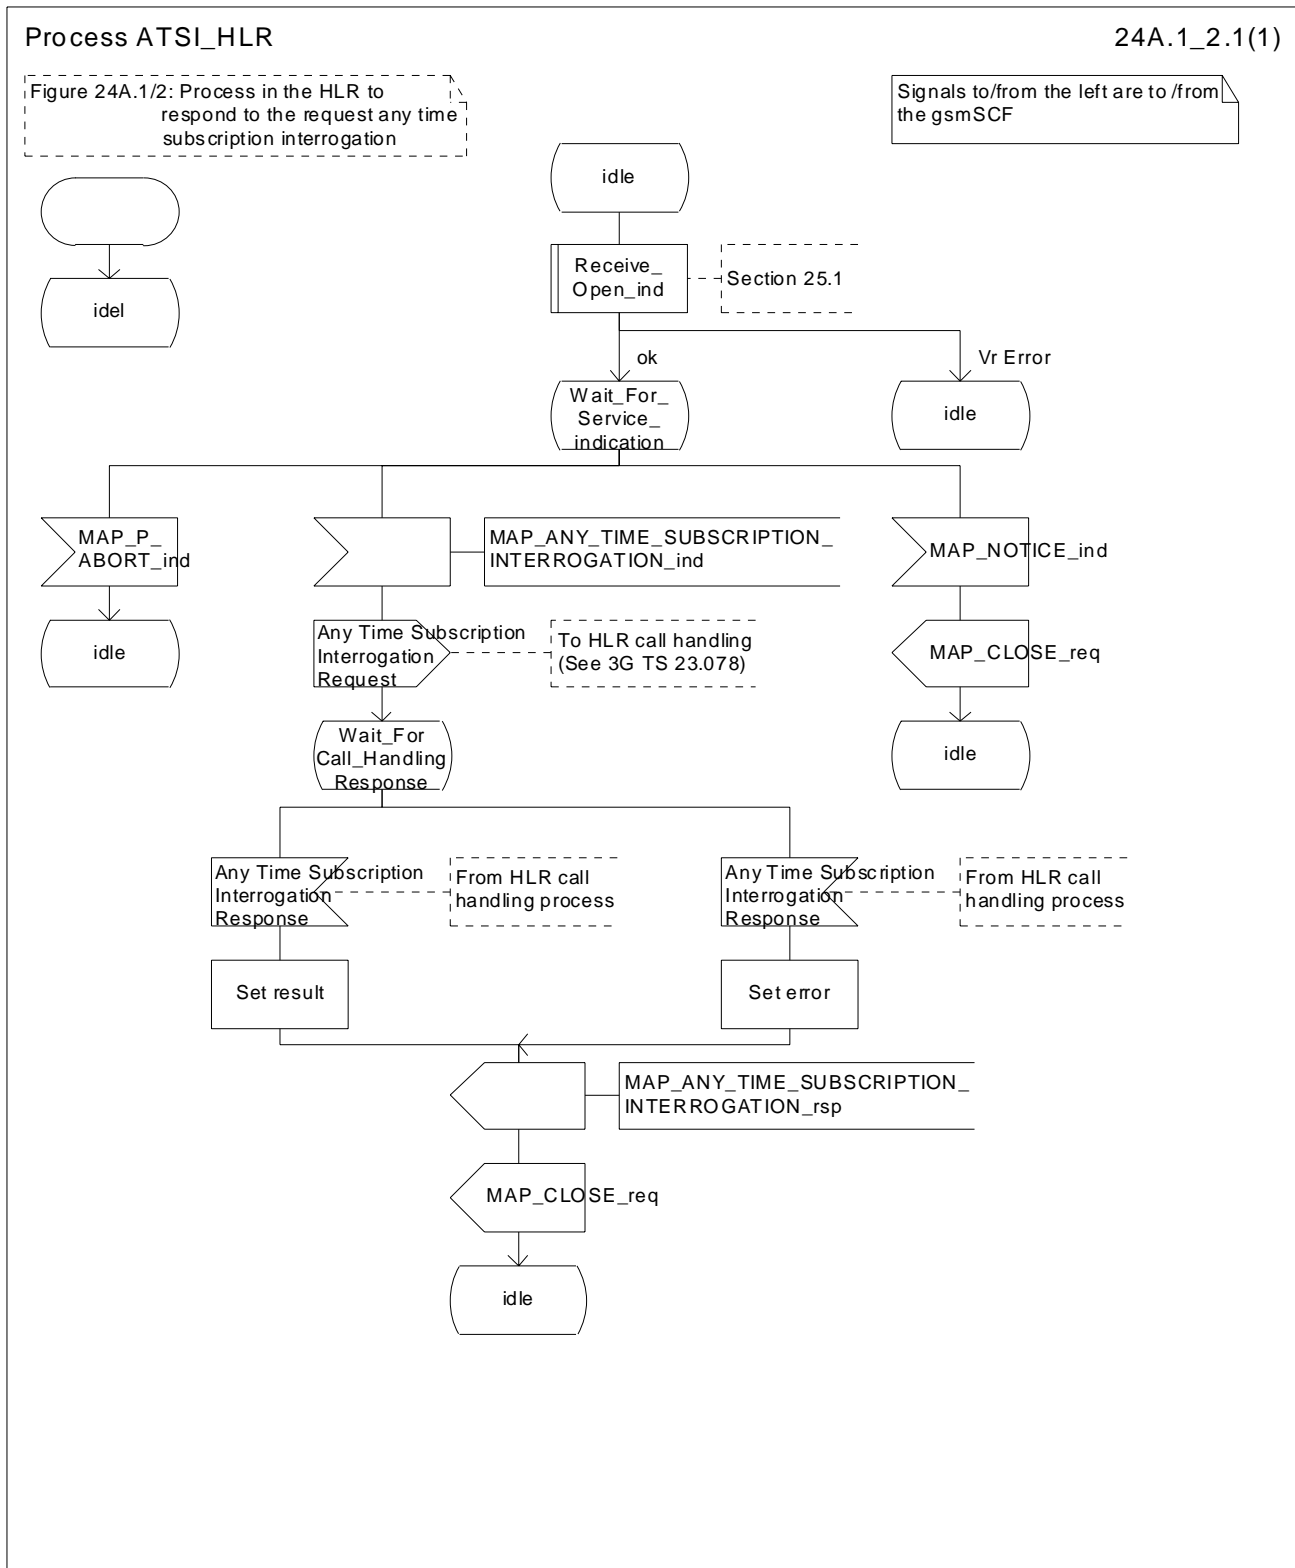 Process ATSI_HLR
24A.1_2.1(1)
Figure 24A.1/2: Process in the HLR to
respond to the request any time
subscription interrogation
Signals to/from the left are to /from
the gsmSCF
idle
Receive_
Open_ind
Section 25.1
idel
ok
Vr Error
Wait_For_
Service_
indication
idle
MAP_P_
ABORT_ind
MAP_ANY_TIME_SUBSCRIPTION_
INTERROGATION_ind
MAP_NOTICE_ind
idle
Any Time Subscription
Interrogation
Request
To HLR call handling
(See 3G TS 23.078)
MAP_CLOSE_req
Wait_For
Call_Handling
Response
idle
Any Time Subscription
Interrogation
Response
From HLR call
handling process
Any Time Subscription
Interrogation
Response
From HLR call
handling process
Set result
Set error
MAP_ANY_TIME_SUBSCRIPTION_
INTERROGATION_rsp
MAP_CLOSE_req
idle